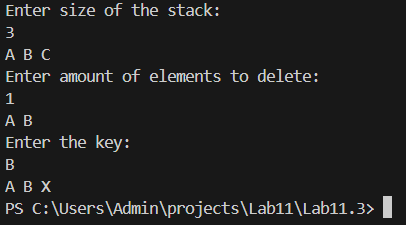 Enter size of the stack:
3
A B C
Enter amount of elements to delete:
1
A B
Enter the key:
B
A B X
PS C:\Users\Admin\projects\Lab11\Lab11.3>